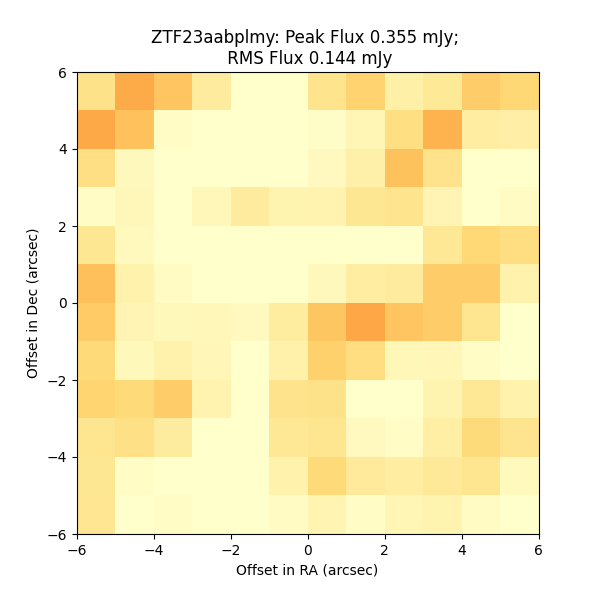 ZTF23aabplmy: Peak Flux 0.355 mJy;
RMS Flux 0.144 mJy
6
4
2
0
−2
−4
−6
Offset in Dec (arcsec)
−6 −4 −2 0 2 4 6
Offset in RA (arcsec)